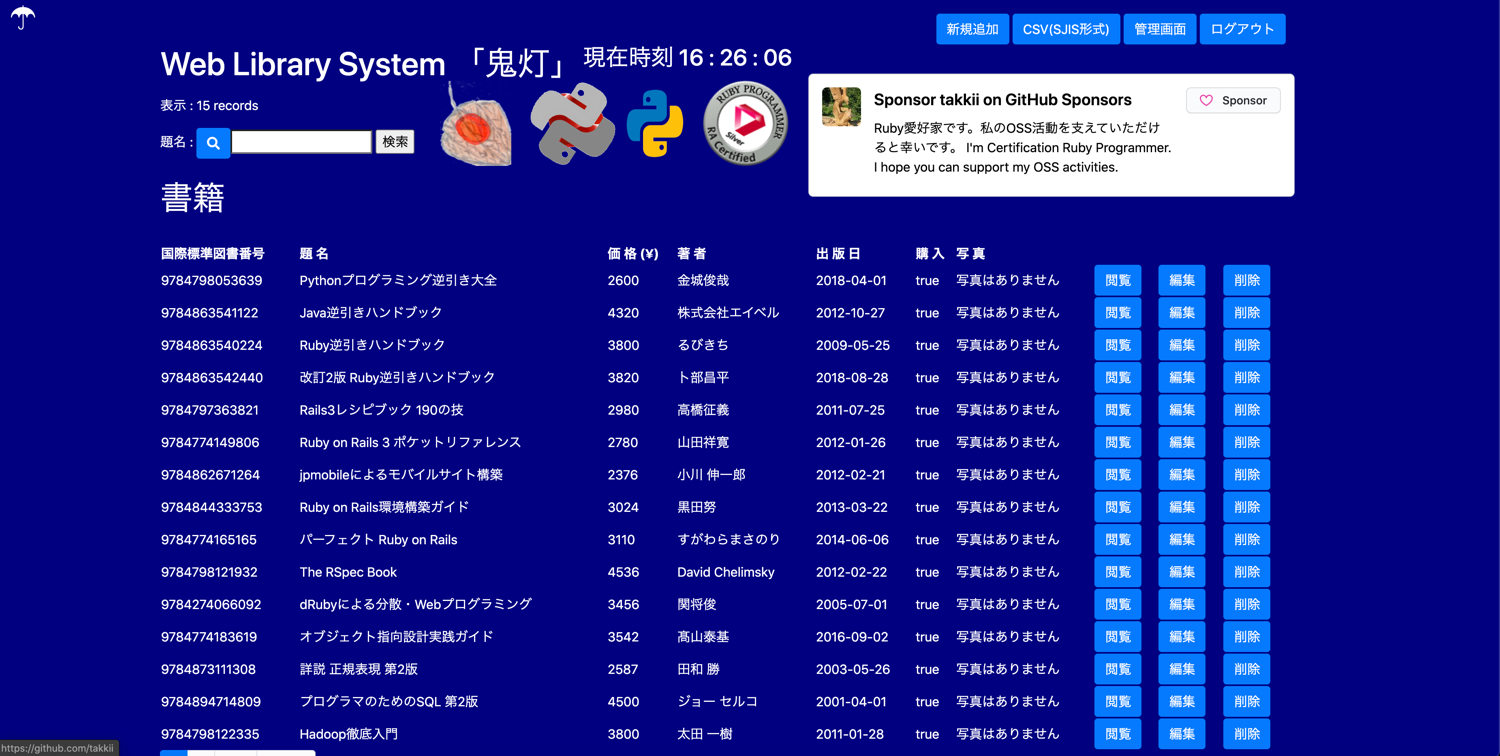 新規追加 CSV(SJIS形式) 管理画面 ログアウト
Web Library System 「鬼灯」 現在時刻 16 : 26 : 06
表示 : 15 records
題名 : 検索
RUBY PROGRAMMER
Silver
RA Certified
Sponsor takkii on GitHub Sponsors
Sponsor
Ruby愛好家です。私のOSS活動を支えていただけ
ると幸いです。 I'm Certification Ruby Programmer.
I hope you can support my OSS activities.
書籍
国際標準図書番号 題 名 価 格 (¥) 著 者 出 版 日 購 入 写 真
9784798053639 Pythonプログラミング逆引き大全 2600 金城俊哉 2018-04-01 true 写真はありません 閲覧 編集 削除
9784863541122 Java逆引きハンドブック 4320 株式会社エイベル 2012-10-27 true 写真はありません 閲覧 編集 削除
9784863540224 Ruby逆引きハンドブック 3800 るびきち 2009-05-25 true 写真はありません 閲覧 編集 削除
9784863542440 改訂2版 Ruby逆引きハンドブック 3820 卜部昌平 2018-08-28 true 写真はありません 閲覧 編集 削除
9784797363821 Rails3レシピブック 190の技 2980 高橋征義 2011-07-25 true 写真はありません 閲覧 編集 削除
9784774149806 Ruby on Rails 3 ポケットリファレンス 2780 山田祥寛 2012-01-26 true 写真はありません 閲覧 編集 削除
9784862671264 jpmobileによるモバイルサイト構築 2376 小川 伸一郎 2012-02-21 true 写真はありません 閲覧 編集 削除
9784844333753 Ruby on Rails環境構築ガイド 3024 黒田努 2013-03-22 true 写真はありません 閲覧 編集 削除
9784774165165 パーフェクト Ruby on Rails 3110 すがわらまさのり 2014-06-06 true 写真はありません 閲覧 編集 削除
9784798121932 The RSpec Book 4536 David Chelimsky 2012-02-22 true 写真はありません 閲覧 編集 削除
9784274066092 dRubyによる分散・Webプログラミング 3456 関将俊 2005-07-01 true 写真はありません 閲覧 編集 削除
9784774183619 オブジェクト指向設計実践ガイド 3542 髙山泰基 2016-09-02 true 写真はありません 閲覧 編集 削除
9784873111308 詳説 正規表現 第2版 2587 田和 勝 2003-05-26 true 写真はありません 閲覧 編集 削除
9784894714809 プログラマのためのSQL 第2版 4500 ジョー セルコ 2001-04-01 true 写真はありません 閲覧 編集 削除
9784798122335 Hadoop徹底入門 3800 太田 一樹 2011-01-28 true 写真はありません 閲覧 編集 削除
https://github.com/takkii